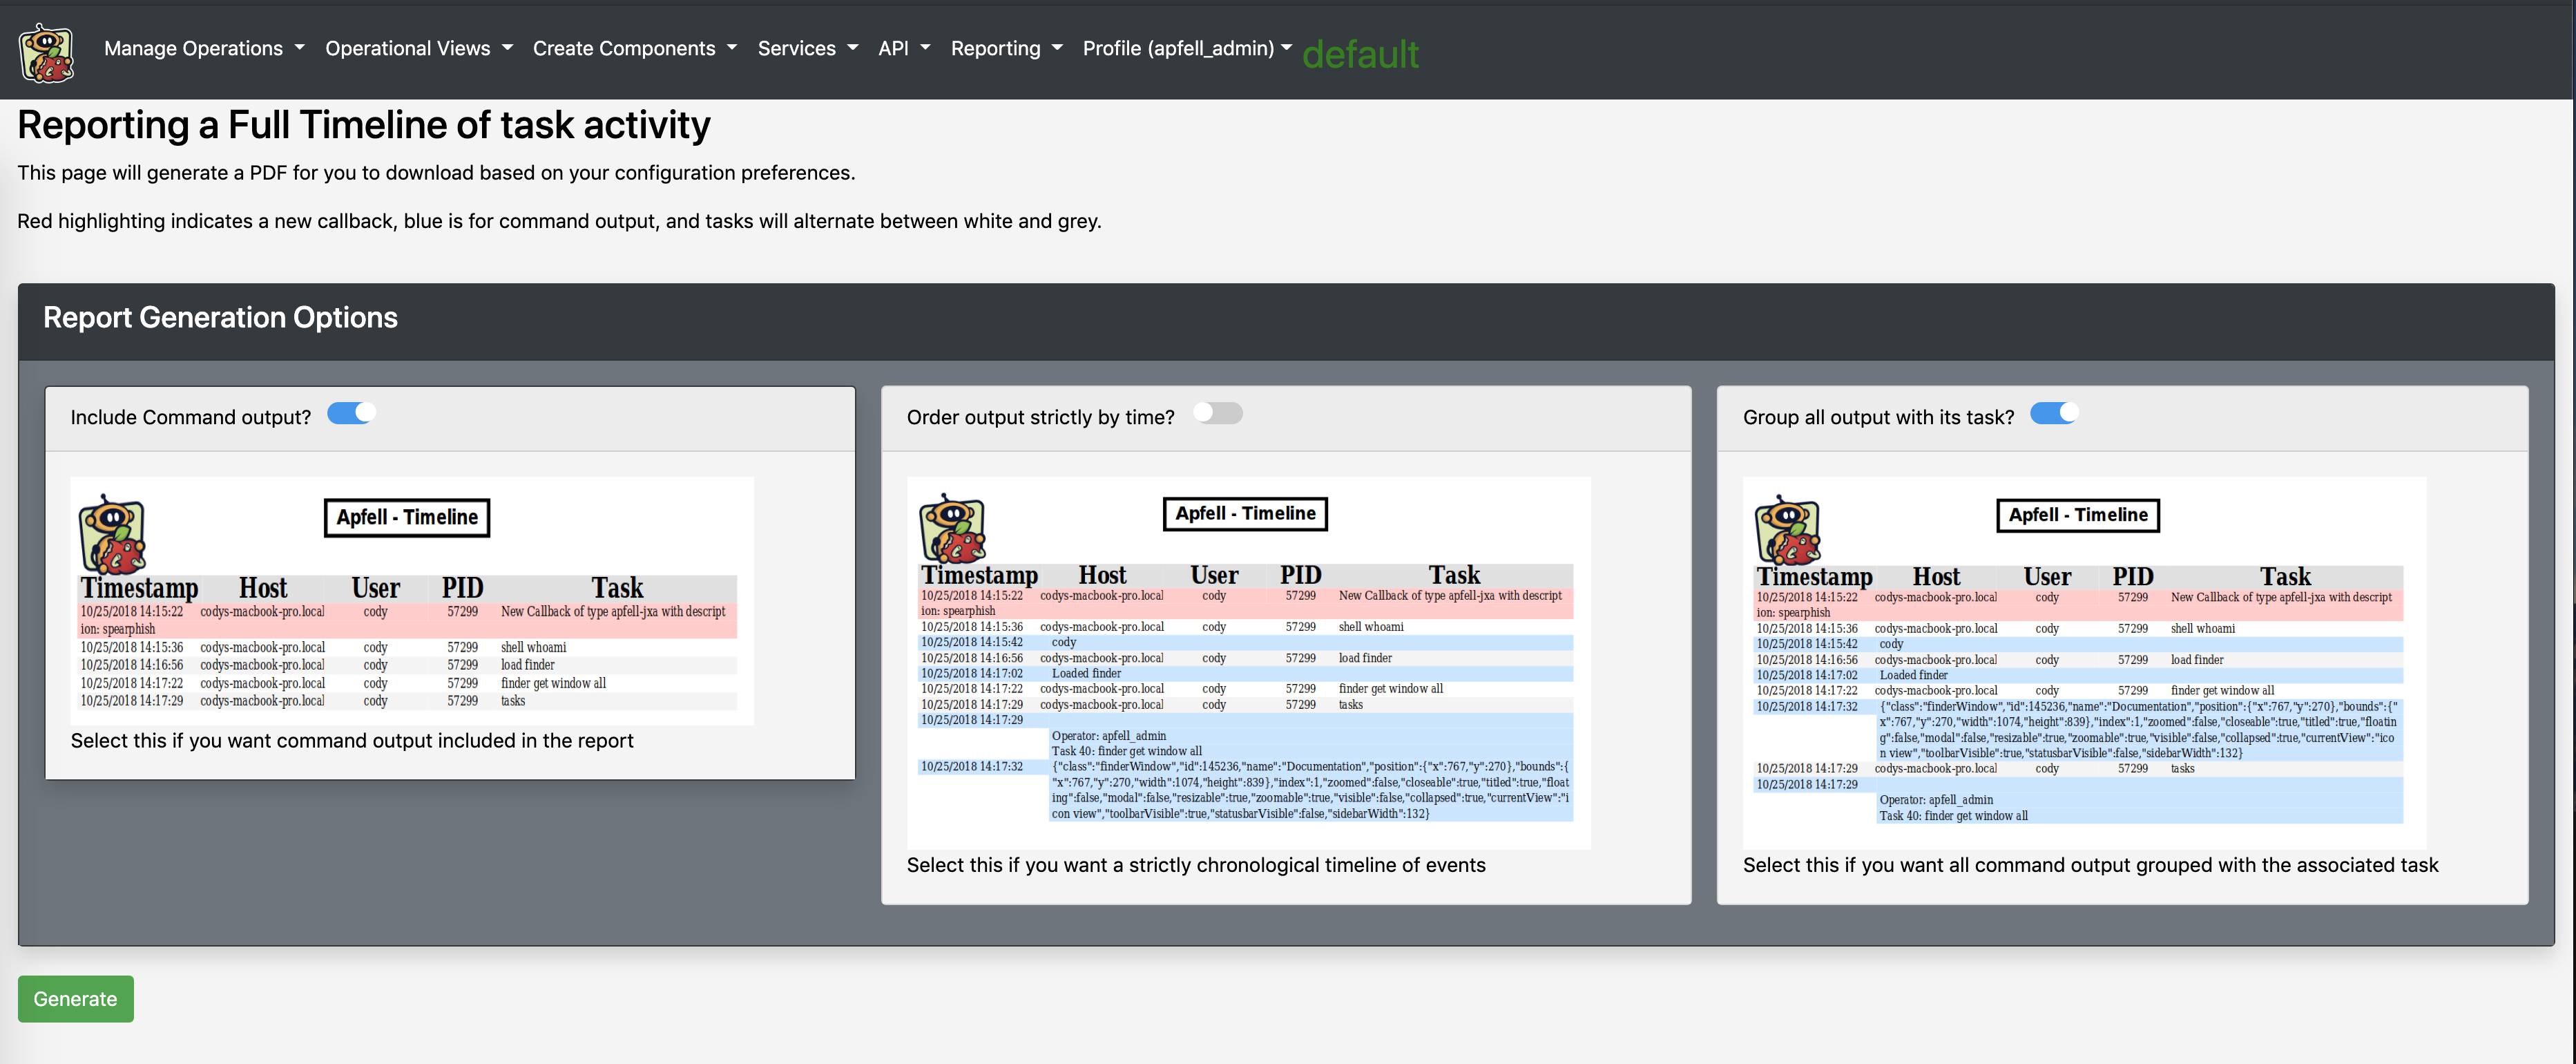 Manage Operations Operational Views Create Components Services API Reporting Profile (apfell_admin) default
Reporting a Full Timeline of task activity
This page will generate a PDF for you to download based on your configuration preferences.
Red highlighting indicates a new callback, blue is for command output, and tasks will alternate between white and grey.
Report Generation Options
Include Command output?
Apfell - Timeline
Timestamp Host User PID Task
10/25/2018 14:15:22 codys-macbook-pro.local cody 57299 New Callback of type apfell-jxa with descript
ion: spearphish
10/25/2018 14:15:36 codys-macbook-pro.local cody 57299 shell whoami
10/25/2018 14:16:56 codys-macbook-pro.local cody 57299 load finder
10/25/2018 14:17:22 codys-macbook-pro.local cody 57299 finder get window all
10/25/2018 14:17:29 codys-macbook-pro.local cody 57299 tasks
Select this if you want command output included in the report
Order output strictly by time?
Apfell - Timeline
Timestamp Host User PID Task
10/25/2018 14:15:22 codys-macbook-pro.local cody 57299 New Callback of type apfell-jxa with descript
ion: spearphish
10/25/2018 14:15:36 codys-macbook-pro.local cody 57299 shell whoami
10/25/2018 14:15:42 cody
10/25/2018 14:16:56 codys-macbook-pro.local cody 57299 load finder
10/25/2018 14:17:02 Loaded finder
10/25/2018 14:17:22 codys-macbook-pro.local cody 57299 finder get window all
10/25/2018 14:17:29 codys-macbook-pro.local cody 57299 tasks
10/25/2018 14:17:29
Operator: apfell_admin
Task 40: finder get window all
10/25/2018 14:17:32 {"class":"finderWindow","id":145236,"name":"Documentation","position":{"x":767,"y":270},"bounds":{
"x":767,"y":270,"width":1074,"height":839},"index":1,"zoomed":false,"closeable":true,"titled":true,"float
ing":false,"modal":false,"resizable":true,"zoomable":true,"visible":false,"collapsed":true,"currentView":"i
con view","toolbarVisible":true,"statusbarVisible":false,"sidebarWidth":132}
Select this if you want a strictly chronological timeline of events
Group all output with its task?
Apfell - Timeline
Timestamp Host User PID Task
10/25/2018 14:15:22 codys-macbook-pro.local cody 57299 New Callback of type apfell-jxa with descript
ion: spearphish
10/25/2018 14:15:36 codys-macbook-pro.local cody 57299 shell whoami
10/25/2018 14:15:42 cody
10/25/2018 14:16:56 codys-macbook-pro.local cody 57299 load finder
10/25/2018 14:17:02 Loaded finder
10/25/2018 14:17:22 codys-macbook-pro.local cody 57299 finder get window all
10/25/2018 14:17:32 {"class":"finderWindow","id":145236,"name":"Documentation","position":{"x":767,"y":270},"bounds":{"
x":767,"y":270,"width":1074,"height":839},"index":1,"zoomed":false,"closeable":true,"titled":true,"floatin
g":false,"modal":false,"resizable":true,"zoomable":true,"visible":false,"collapsed":true,"currentView":"ico
n view","toolbarVisible":true,"statusbarVisible":false,"sidebarWidth":132}
10/25/2018 14:17:29 codys-macbook-pro.local cody 57299 tasks
10/25/2018 14:17:29
Operator: apfell_admin
Task 40: finder get window all
Select this if you want all command output grouped with the associated task
Generate